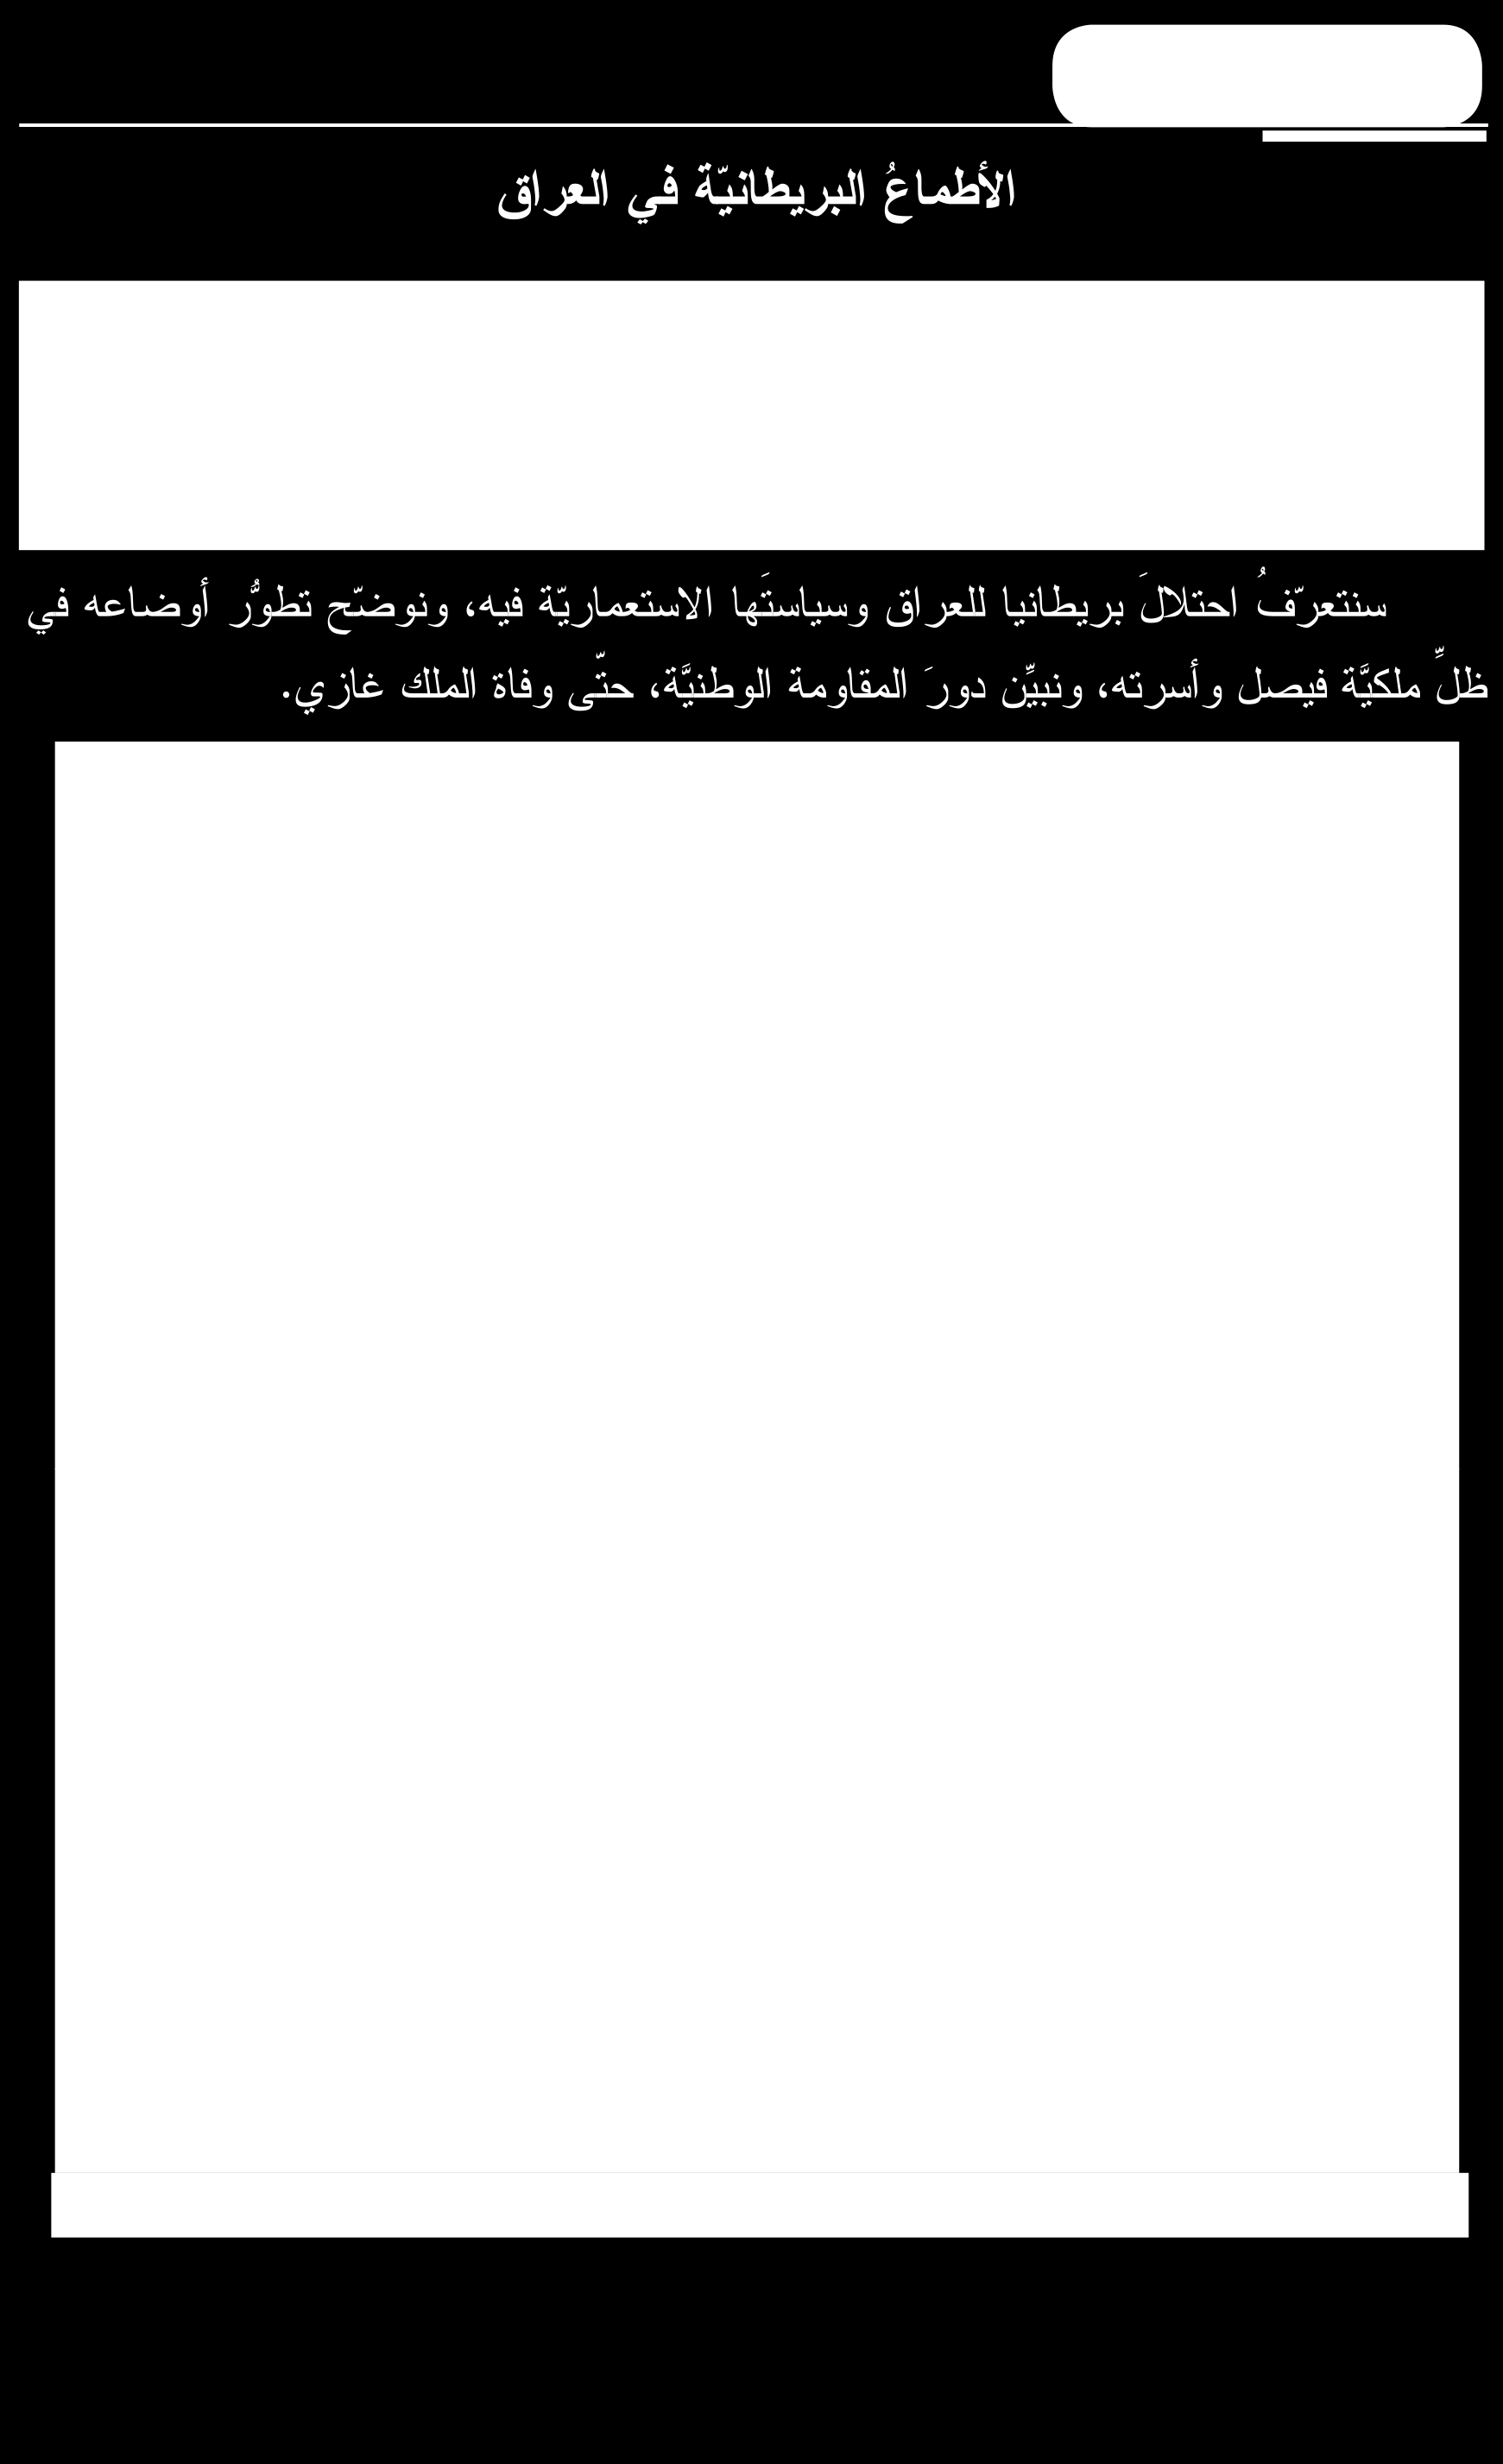 الأطماعُ البريطانيّة في العراق
سنتعرّفُ احتلالَ بريطانيا للعراق وسياستَها الاستعماريّة فيه، ونوضّح تطوُّر أوضاعه في
ظلِّ ملكيَّة فيصل وأسرته، ونبيِّن دورَ المقاومة الوطنيَّة، حتّى وفاة الملك غازي.